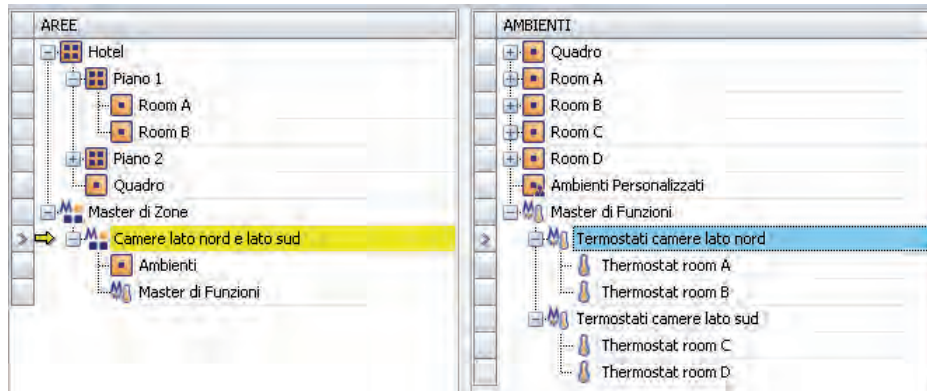 AREE
Hotel
Piano 1
Room A
Room B
Piano 2
Quadro
Master di Zone
Camere lato nord e lato sud
Ambienti
Master di Funzioni
AMBIENTI
Quadro
Room A
Room B
Room C
Room D
Ambienti Personalizzati
Master di Funzioni
Termostati camere lato nord
Thermostat room A
Thermostat room B
Termostati camere lato sud
Thermostat room C
Thermostat room D